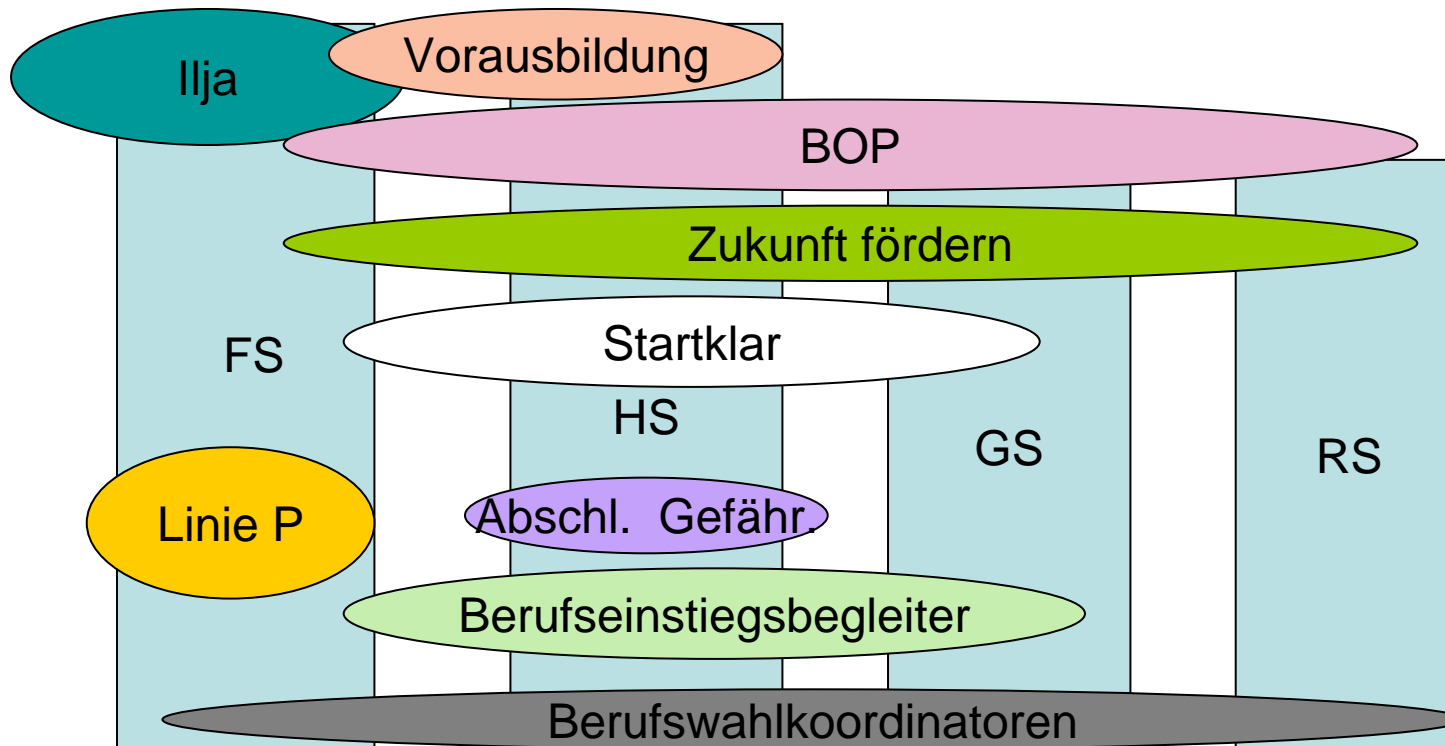 Ilja
Vorausbildung
BOP
Zukunft fördern
Startklar
FS
HS
GS
RS
Abschl. Gefähr.
Linie P
Berufseinstiegsbegleiter
Berufswahlkoordinatoren